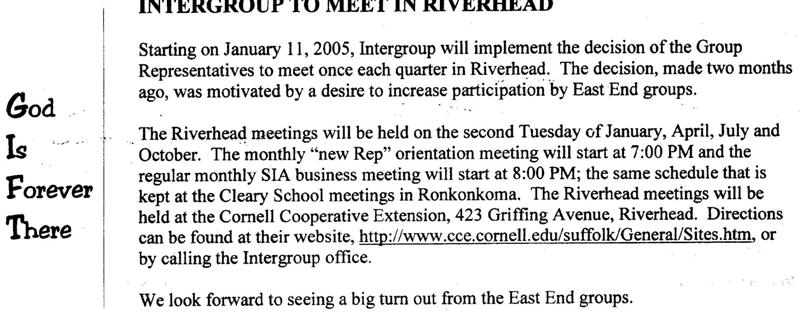 INTERGROUP TO MEET IN RIVERHEAD
Starting on January 11, 2005, Intergroup will implement the decision of the Group
Representatives to meet once each quarter in Riverhead. The decision, made two months
ago, was motivated by a desire to increase participation by East End groups.
The Riverhead meetings will be held on the second Tuesday of January, April, July and
October. The monthly “new Rep” orientation meeting will start at 7:00 PM and the
regular monthly SIA business meeting will start at 8:00 PM; the same schedule that is
kept at the Cleary School meetings in Ronkonkoma. The Riverhead meetings will be
held at the Cornell Cooperative Extension, 423 Griffing Avenue, Riverhead. Directions
can be found at their website, http://www.cce.cornell.edu/suffolk/General/Sites.htm, or
by calling the Intergroup office.
We look forward to seeing a big turn out from the East End groups.
God
Is
Forever
There